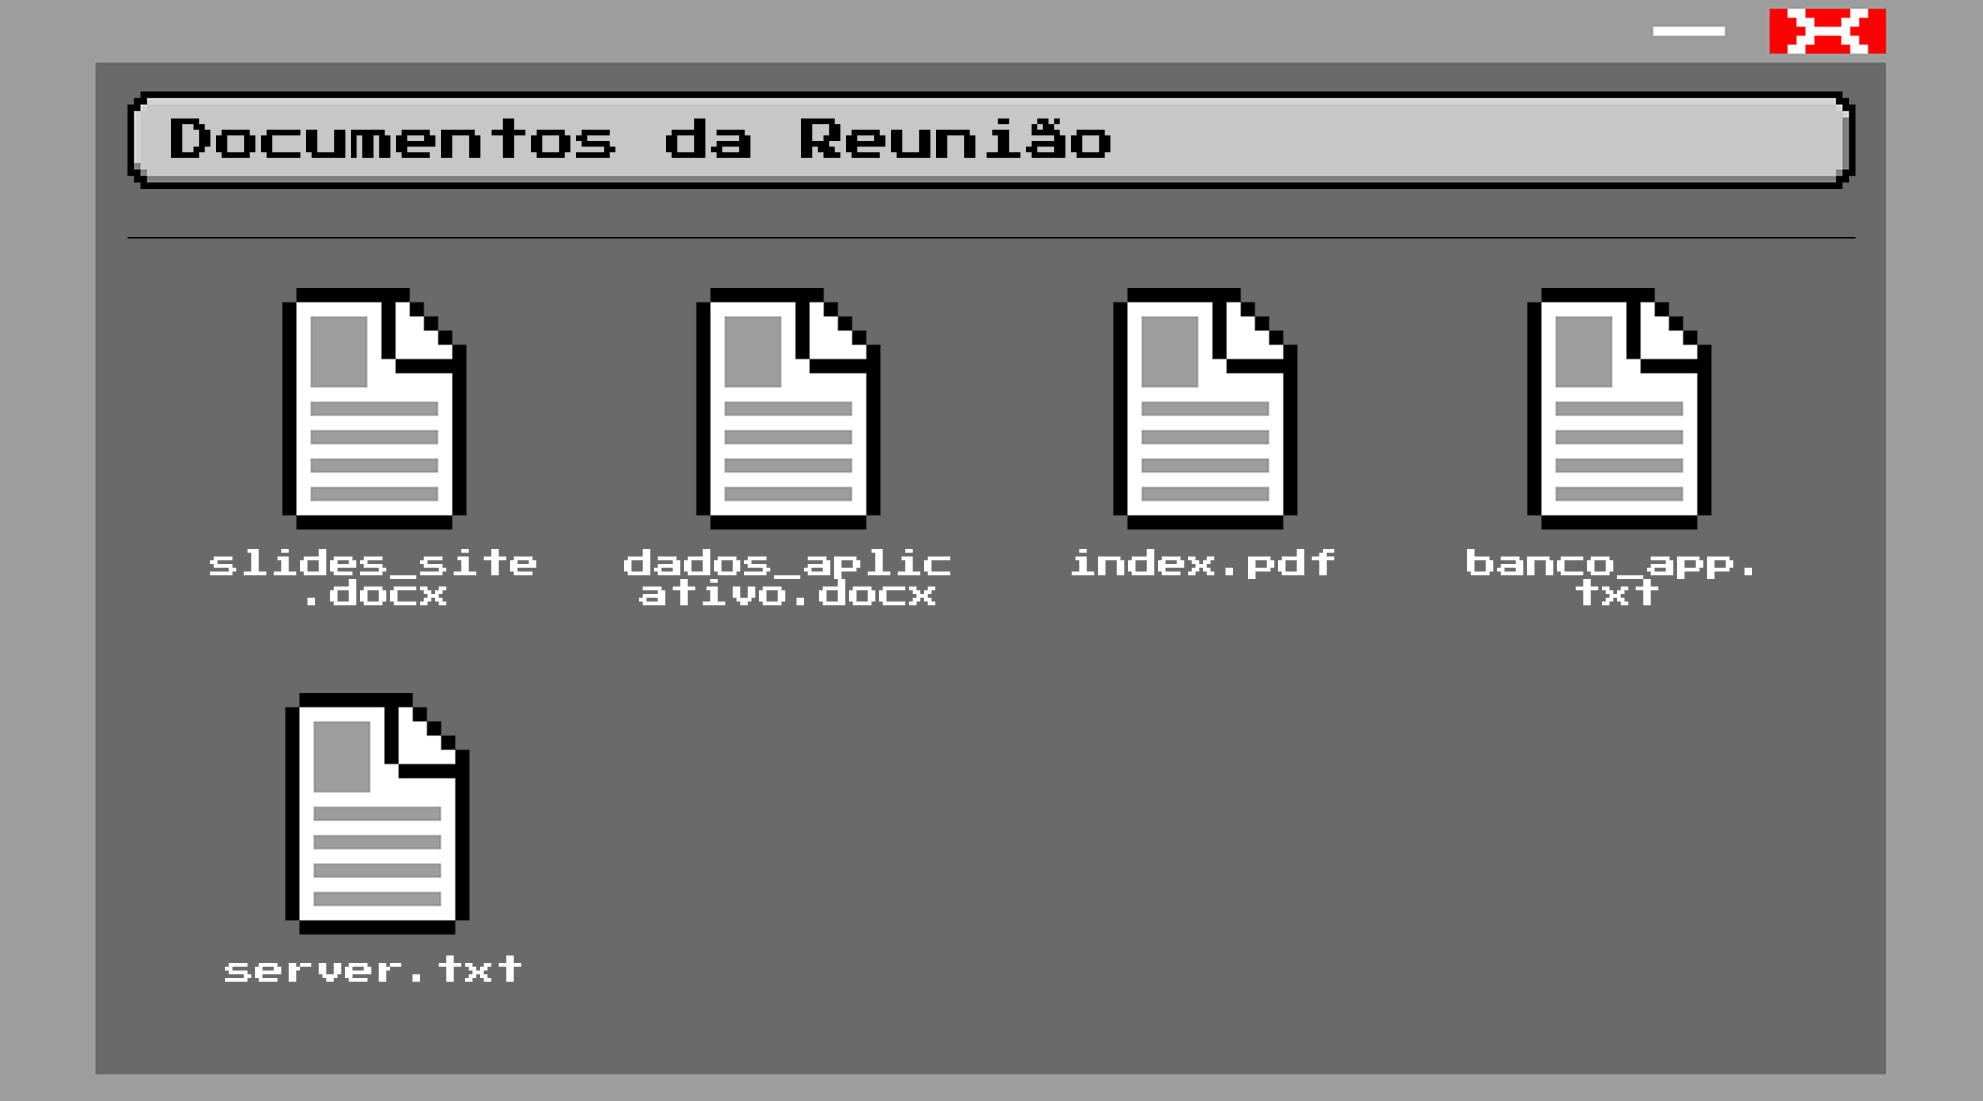 Documentos da Reunião
slides_site
.docx
dados_aplic
ativo.docx
index.pdf
banco_app.
txt
server.txt